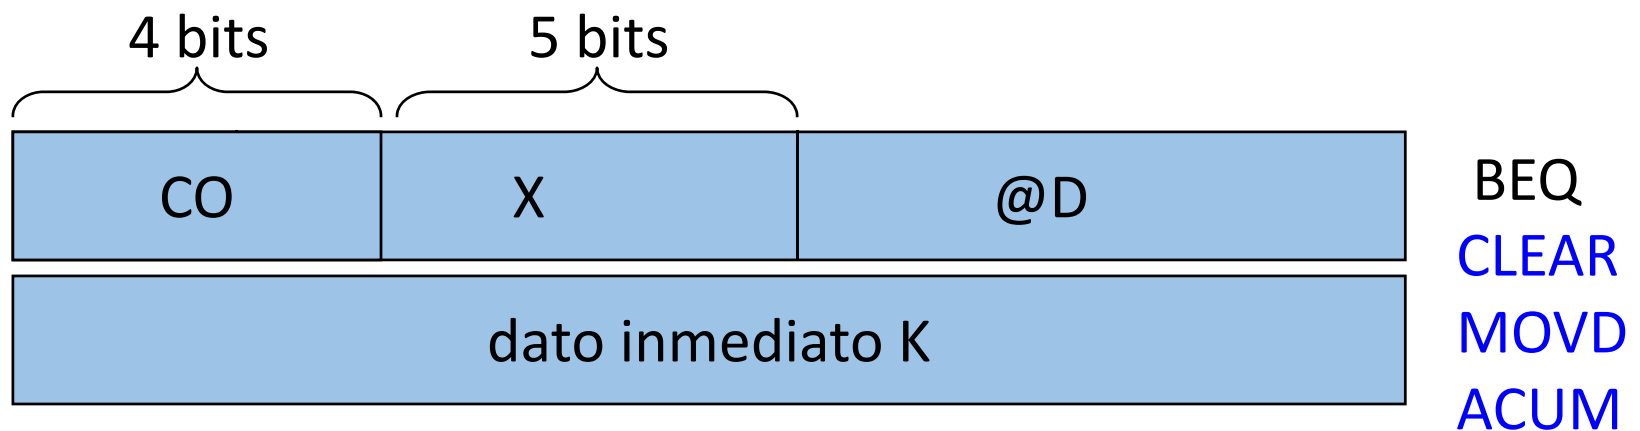 4 bits 5 bits
CO X @D BEQ
CLEAR
dato inmediato K MOVD
ACUM